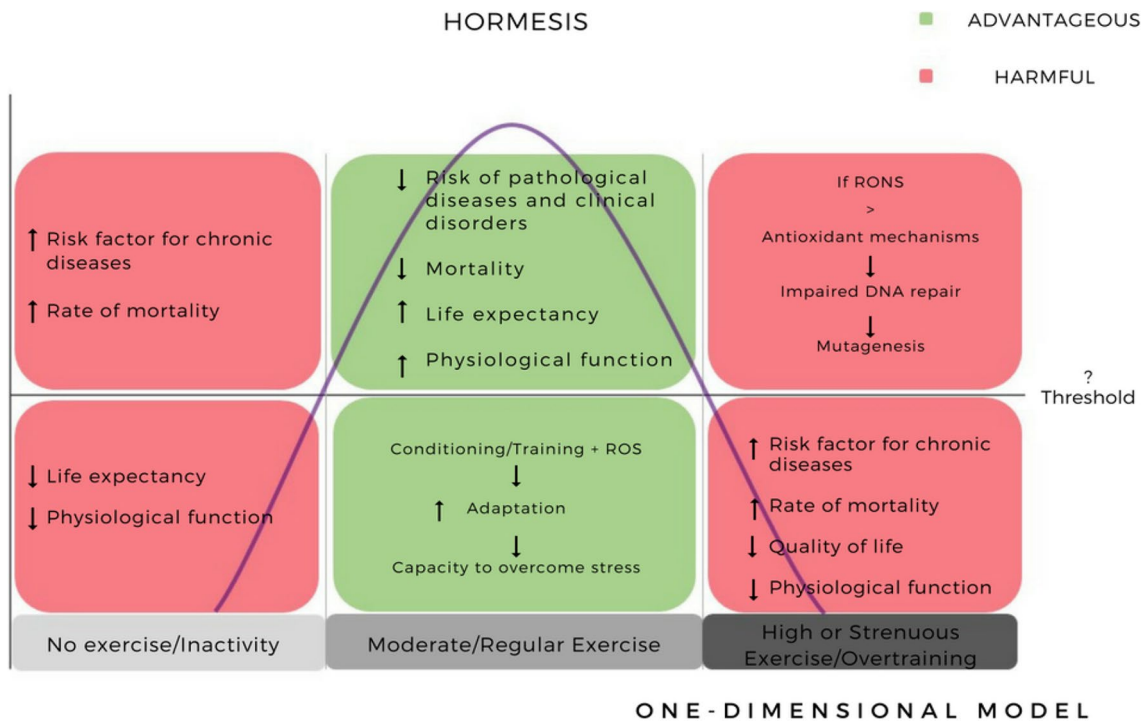 HORMESIS
ADVANTAGEOUS
HARMFUL
↑ Risk factor for chronic
diseases
↑ Rate of mortality
↓ Risk of pathological
diseases and clinical
disorders
↓ Mortality
↑ Life expectancy
↑ Physiological function
If RONS
>
Antioxidant mechanisms
↓
Impaired DNA repair
↓
Mutagenesis
?
Threshold
↓ Life expectancy
↓ Physiological function
Conditioning/Training + ROS
↓
↑ Adaptation
↓
Capacity to overcome stress
↑ Risk factor for chronic
diseases
↑ Rate of mortality
↓ Quality of life
↓ Physiological function
No exercise/Inactivity
Moderate/Regular Exercise
High or Strenuous
Exercise/Overtraining
ONE-DIMENSIONAL MODEL